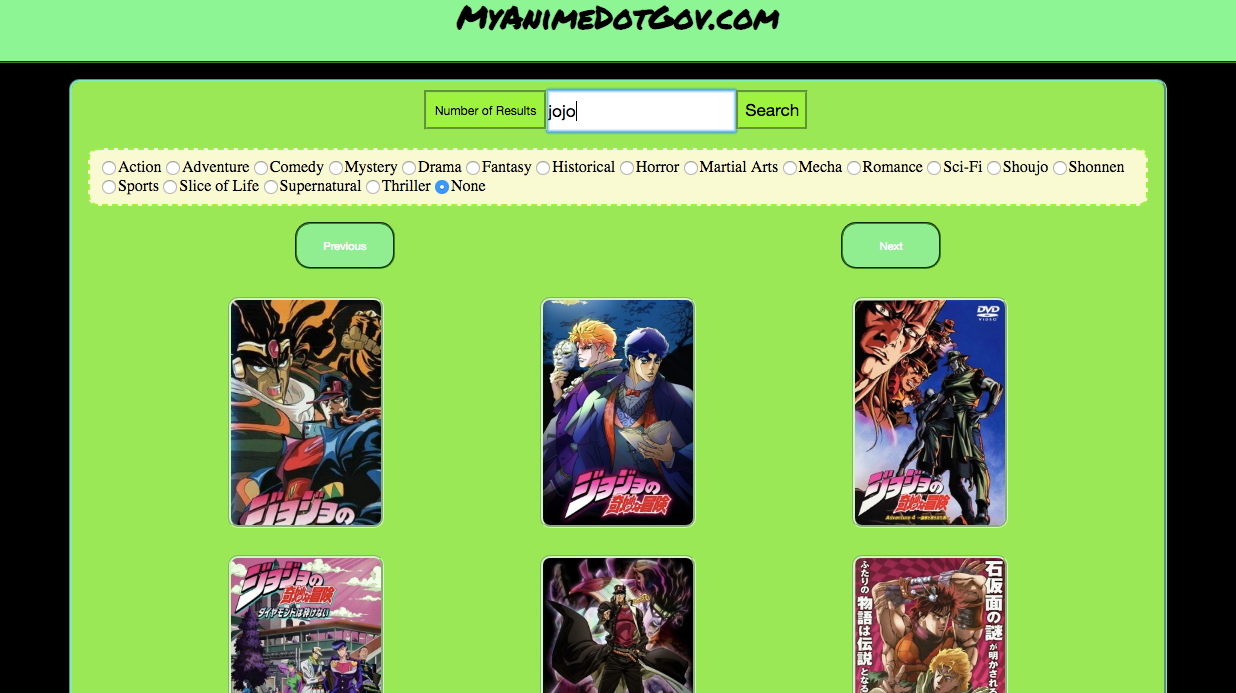 MyAnimeDotGov.com
Number of Results jojo Search
Action Adventure Comedy Mystery Drama Fantasy Historical Horror Martial Arts Mecha Romance Sci-Fi Shoujo Shonnen
Sports Slice of Life Supernatural Thriller None
Previous Next
ジョジョの
ジョジョの
奇妙な冒険
DVD
VIDEO
ジョジョの
奇妙な冒険
Adventure 4
ジョジョの
奇妙な冒険
ダイヤモンドは砕けない
石仮面の謎が明かされる
ふたりの物語は伝説となる